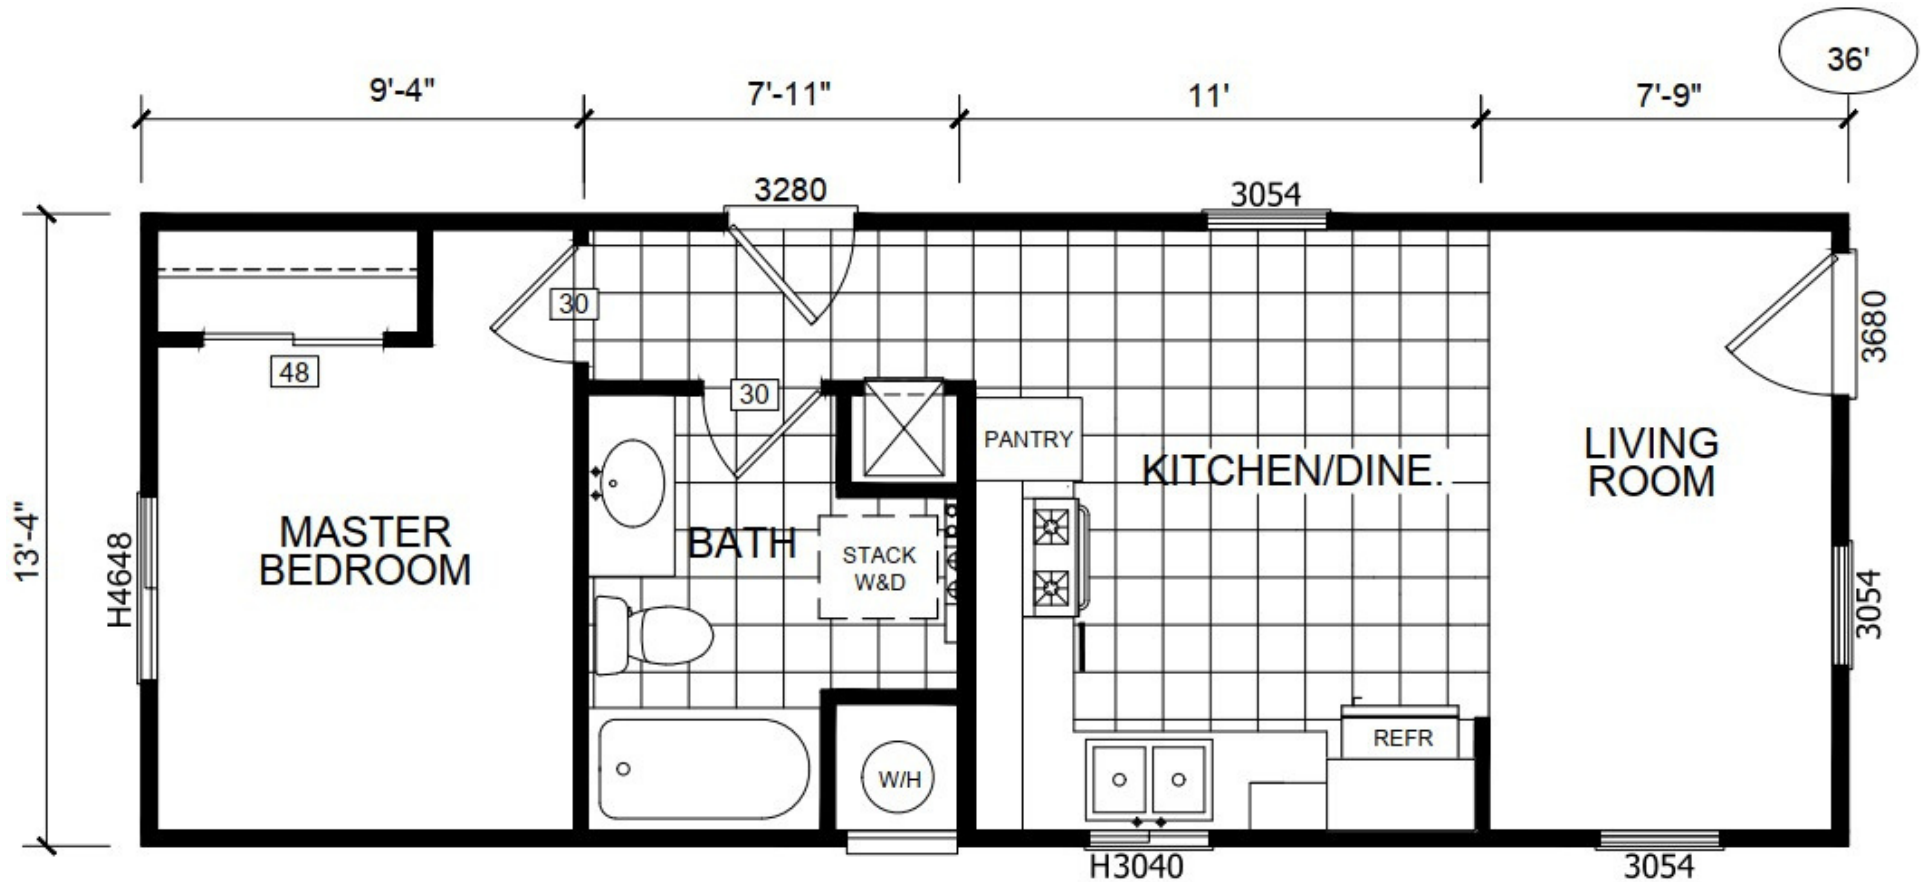 36'
9'-4"
7'-11"
11'
7'-9"
3280
3054
30
3680
48
30
PANTRY
LIVING
ROOM
KITCHEN/DINE.
13'-4"
H4648
MASTER
BEDROOM
BATH
STACK
W&D
3054
REFR
W/H
H3040
3054